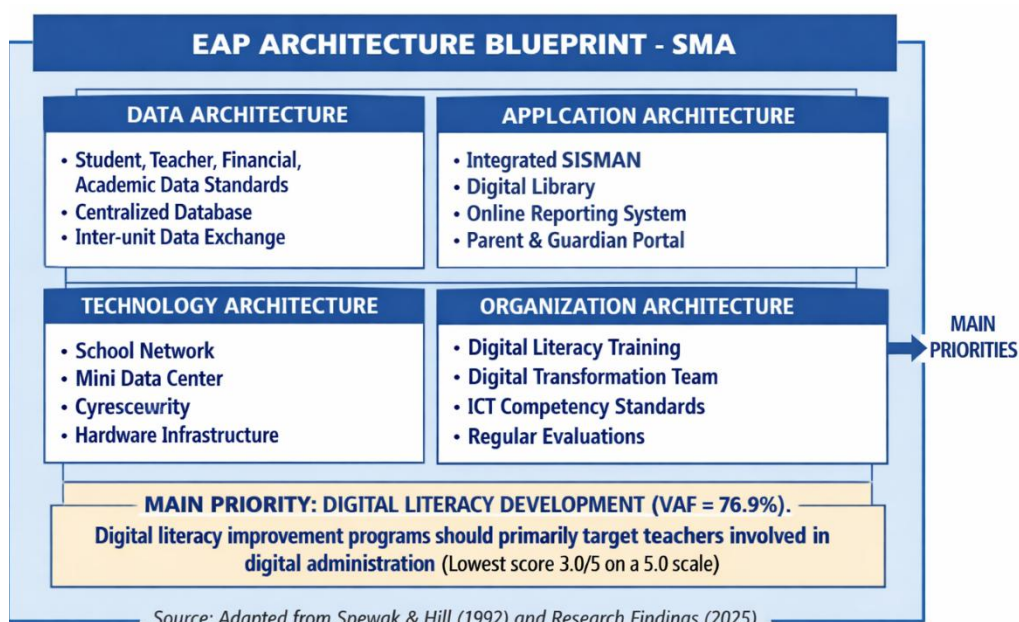 EAP ARCHITECTURE BLUEPRINT - SMA
DATA ARCHITECTURE
• Student, Teacher, Financial,
Academic Data Standards
• Centralized Database
• Inter-unit Data Exchange
APPLCATION ARCHITECTURE
• Integrated SISMAN
• Digital Library
• Online Reporting System
• Parent & Guardian Portal
TECHNOLOGY ARCHITECTURE
• School Network
• Mini Data Center
• Cyrescewrity
• Hardware Infrastructure
ORGANIZATION ARCHITECTURE
• Digital Literacy Training
• Digital Transformation Team
• ICT Competency Standards
• Regular Evaluations
MAIN
PRIORITIES
MAIN PRIORITY: DIGITAL LITERACY DEVELOPMENT (VAF = 76.9%).
Digital literacy improvement programs should primarily target teachers involved in
digital administration (Lowest score 3.0/5 on a 5.0 scale)
Source: Adapted from Spewak & Hill (1992) and Research Findings (2025)